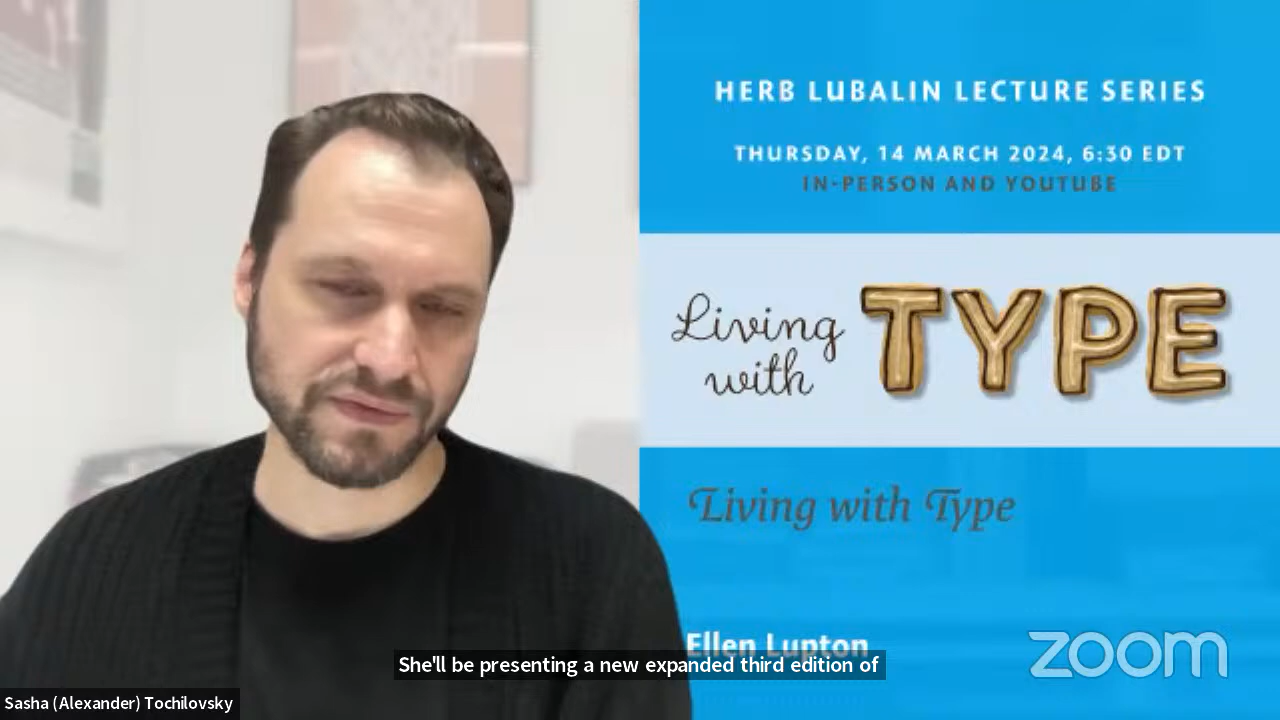 HERB LUBALIN LECTURE SERIES
THURSDAY, 14 MARCH 2024, 6:30 EDT
IN-PERSON AND YOUTUBE
Living
with
TYPE
Living with Type
Ellen Lupton
She'll be presenting a new expanded third edition of
zoom
Sasha (Alexander) Tochilovsky